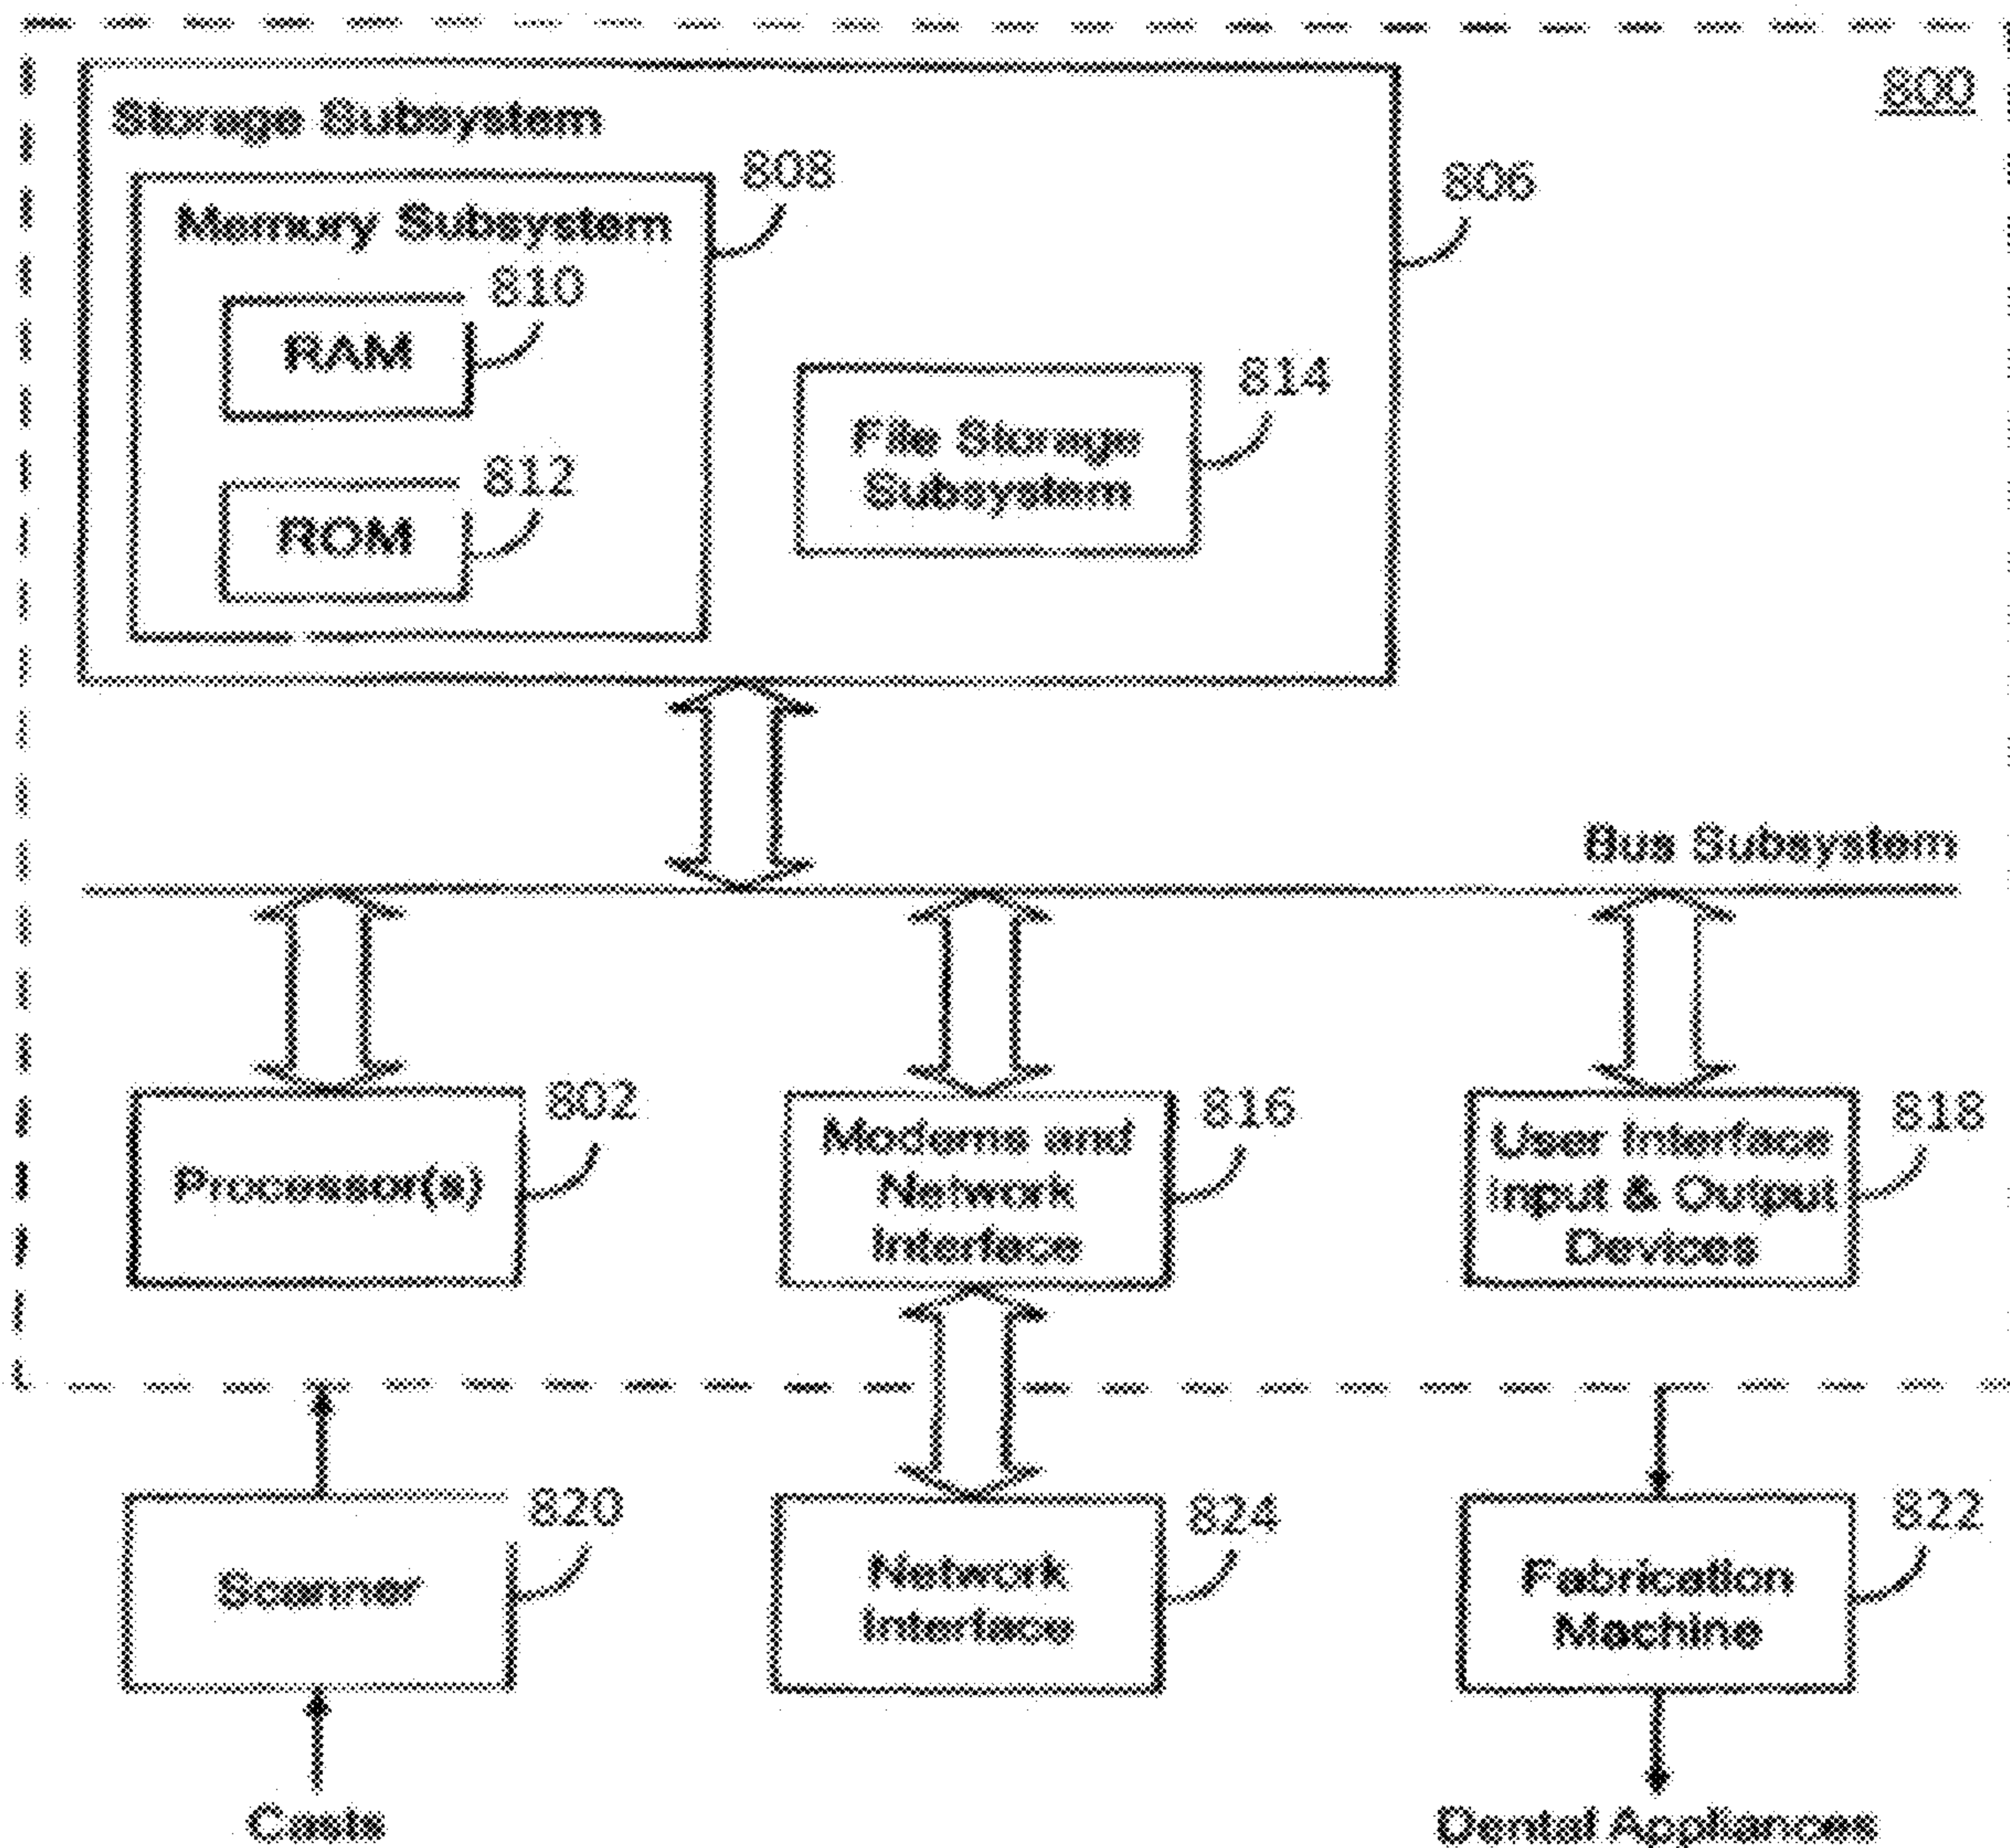 800
Storage Subsystem
808
806
Memury Subsystem
810
RAM
814
File Storage
Subsystem
812
ROM
Bus Subsystem
802
Processor(s)
816
Modems and
Network
Interface
818
User Interface
Input & Output
Devices
820
Scanner
824
Network
Interface
822
Fabrication
Machine
Casts
Dental Appliances